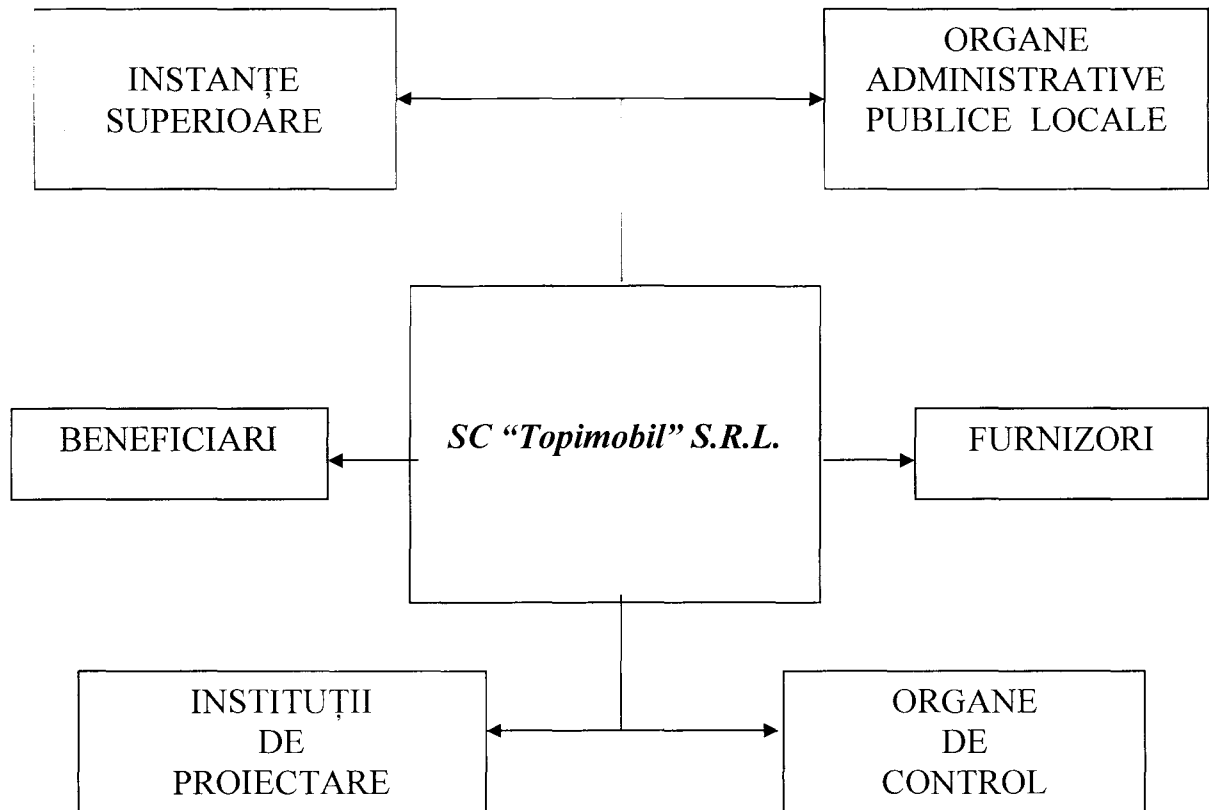 INSTANȚE
SUPERIOARE
ORGANE
ADMINISTRATIVE
PUBLICE LOCALE
BENEFICIARI
SC “Topimobil” S.R.L.
FURNIZORI
INSTITUȚII
DE
PROIECTARE
ORGANE
DE
CONTROL